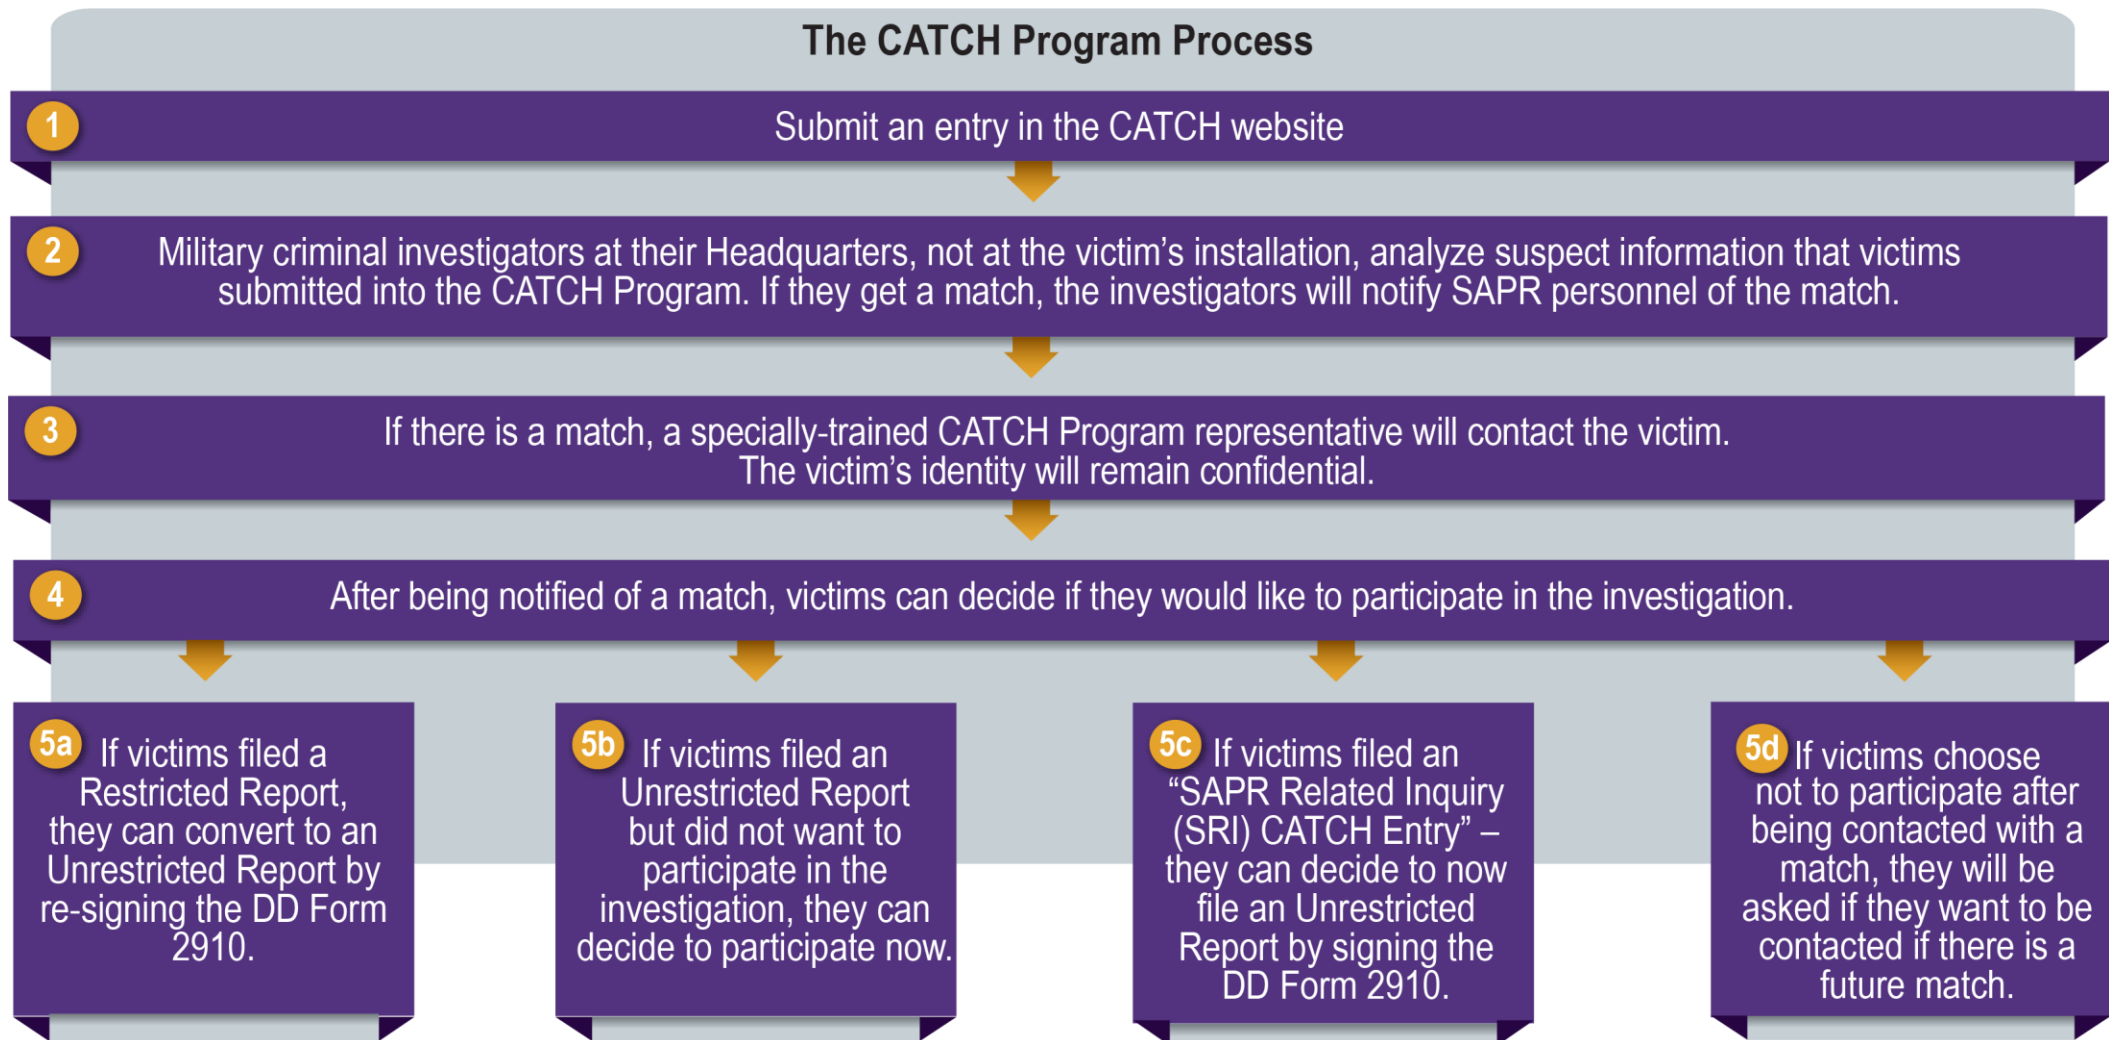 The CATCH Program Process
1
Submit an entry in the CATCH website
2
Military criminal investigators at their Headquarters, not at the victim’s installation, analyze suspect information that victims
submitted into the CATCH Program. If they get a match, the investigators will notify SAPR personnel of the match.
3
If there is a match, a specially-trained CATCH Program representative will contact the victim.
The victim’s identity will remain confidential.
4
After being notified of a match, victims can decide if they would like to participate in the investigation.
5a
If victims filed a
Restricted Report,
they can convert to an
Unrestricted Report by
re-signing the DD Form
2910.
5b
If victims filed an
Unrestricted Report
but did not want to
participate in the
investigation, they can
decide to participate now.
5c
If victims filed an
“SAPR Related Inquiry
(SRI) CATCH Entry” –
they can decide to now
file an Unrestricted
Report by signing the
DD Form 2910.
5d
If victims choose
not to participate after
being contacted with a
match, they will be
asked if they want to be
contacted if there is a
future match.